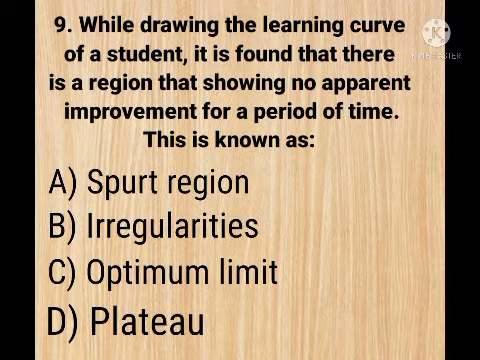 9. While drawing the learning curve
of a student, it is found that there
is a region that showing no apparent
improvement for a period of time.
This is known as:
A) Spurt region
B) Irregularities
C) Optimum limit
D) Plateau